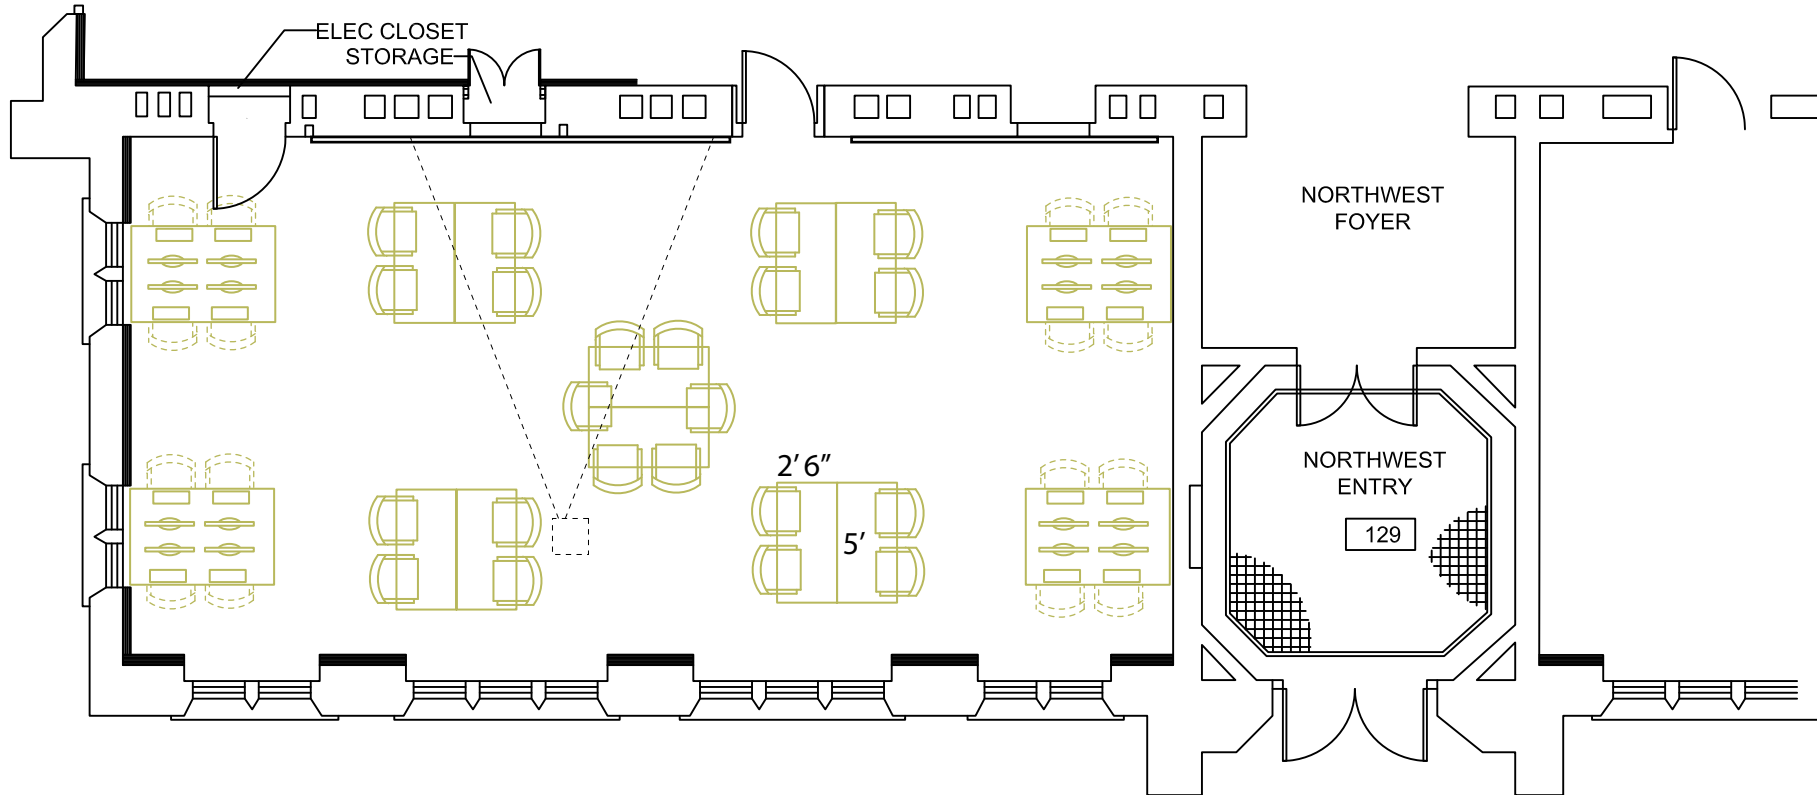 ELEC CLOSET
STORAGE
NORTHWEST
FOYER
2' 6"
5'
NORTHWEST
ENTRY
129